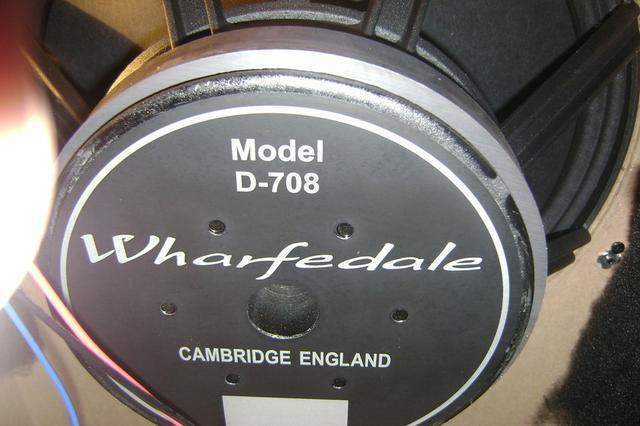 Model
D-708
Wharfedale
CAMBRIDGE ENGLAND